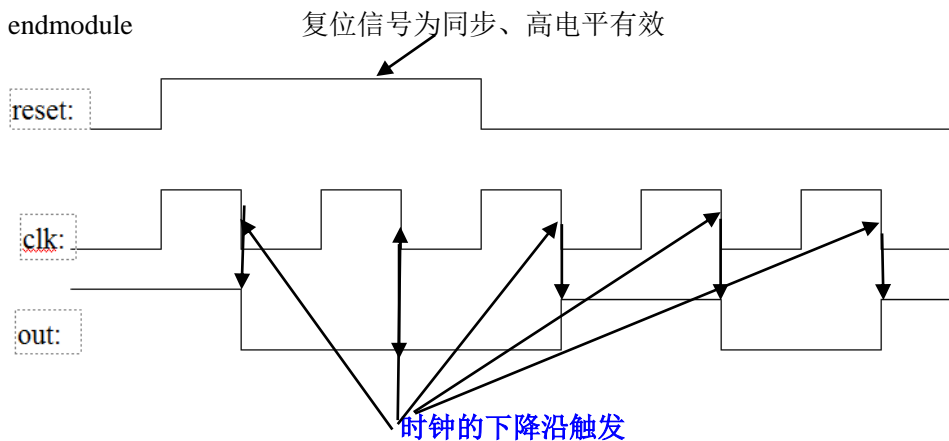 endmodule 复位信号为同步、高电平有效
reset:
clk:
out:
时钟的下降沿触发